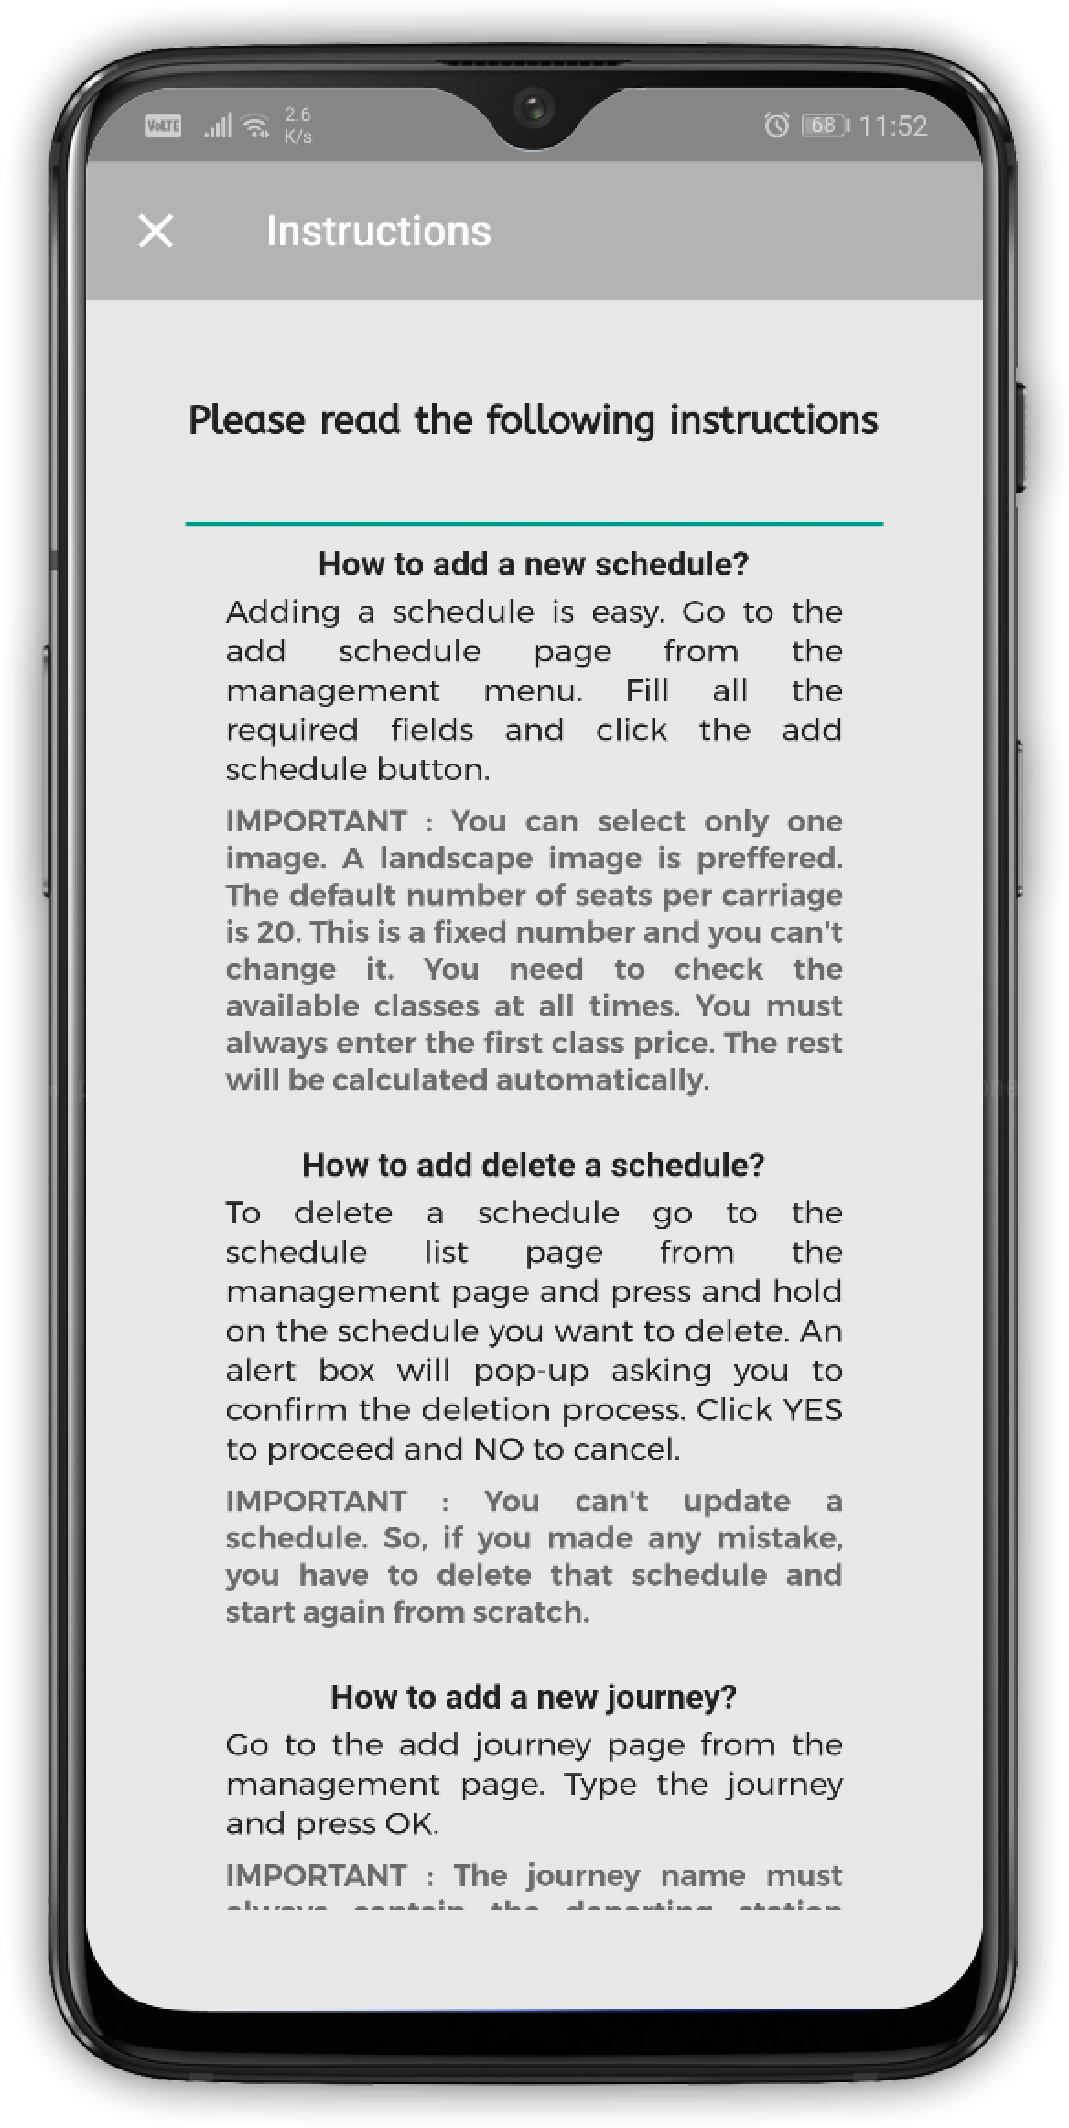 VoLTE 2.6 K/s 68 11:52
Instructions
Please read the following instructions
How to add a new schedule?
Adding a schedule is easy. Go to the
add schedule page from the
management menu. Fill all the
required fields and click the add
schedule button.
IMPORTANT : You can select only one
image. A landscape image is preffered.
The default number of seats per carriage
is 20. This is a fixed number and you can't
change it. You need to check the
available classes at all times. You must
always enter the first class price. The rest
will be calculated automatically.
How to add delete a schedule?
To delete a schedule go to the
schedule list page from the
management page and press and hold
on the schedule you want to delete. An
alert box will pop-up asking you to
confirm the deletion process. Click YES
to proceed and NO to cancel.
IMPORTANT : You can't update a
schedule. So, if you made any mistake,
you have to delete that schedule and
start again from scratch.
How to add a new journey?
Go to the add journey page from the
management page. Type the journey
and press OK.
IMPORTANT : The journey name must
always contain the departing station